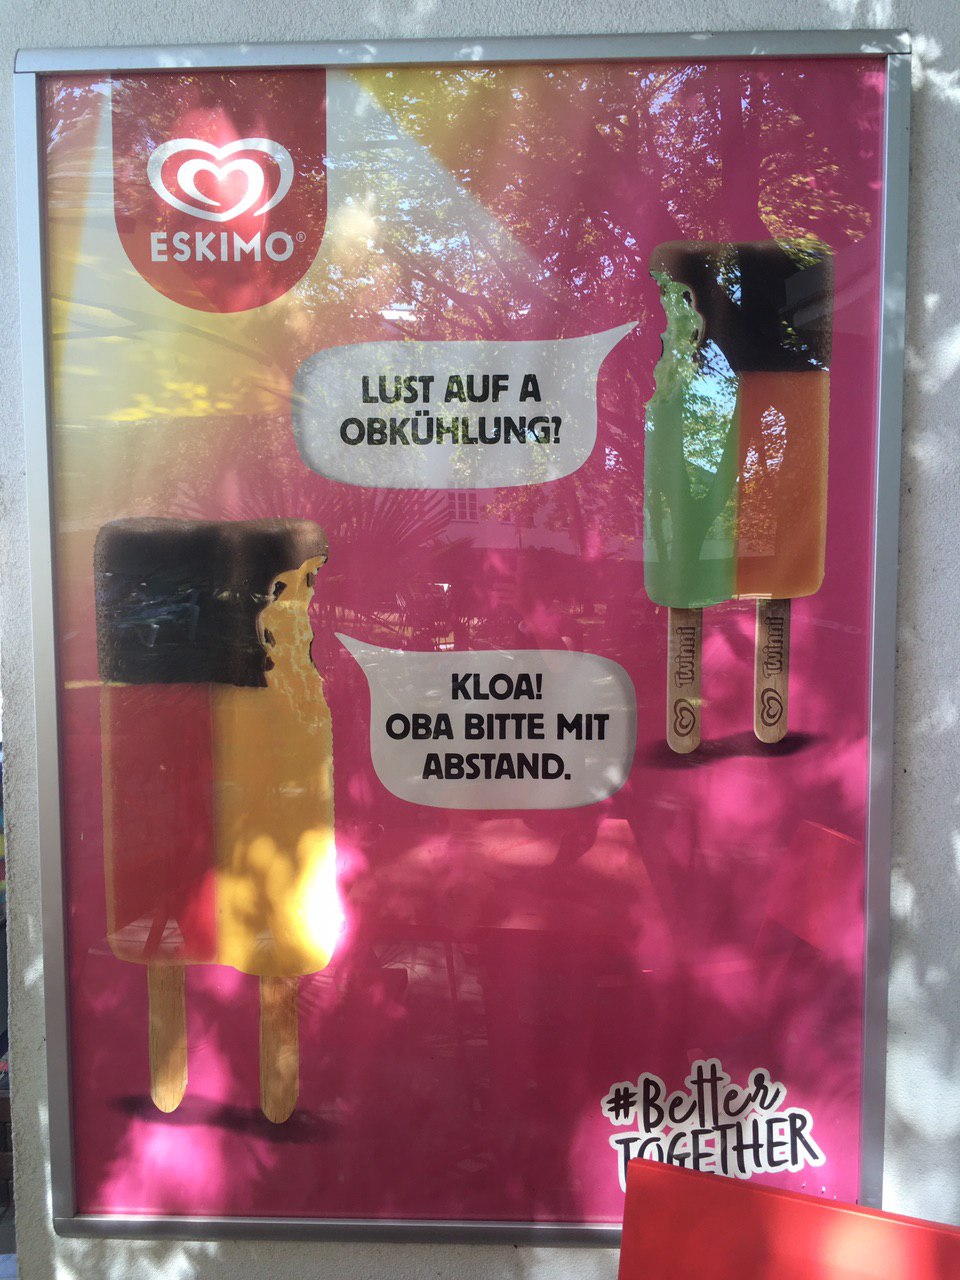 ESKIMO®
LUST AUF A
OBKÜHLUNG?
Twinni
Twinni
KLOA!
OBA BITTE MIT
ABSTAND.
#Better
TOGETHER